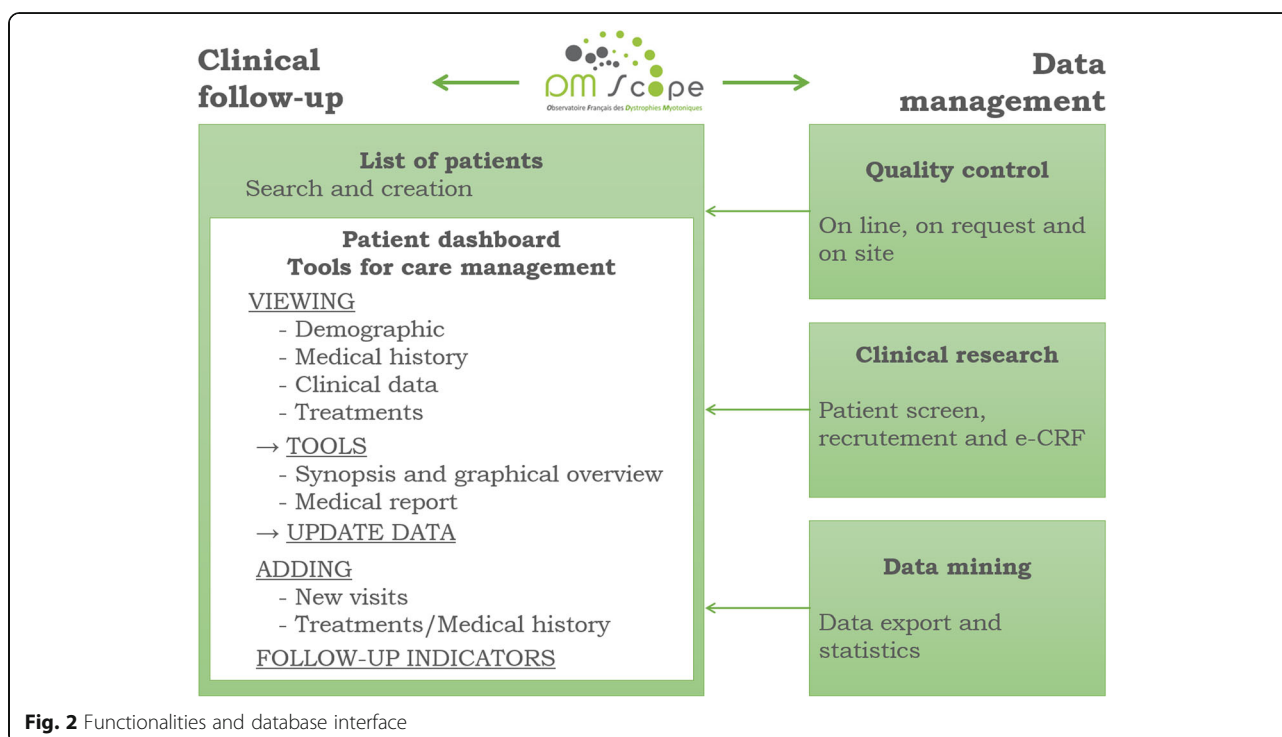 Clinical
follow-up
DM Scope
Observatoire Français des Dystrophies Myotoniques
Data
management
List of patients
Search and creation
Patient dashboard
Tools for care management
VIEWING
- Demographic
- Medical history
- Clinical data
- Treatments
→ TOOLS
- Synopsis and graphical overview
- Medical report
→ UPDATE DATA
ADDING
- New visits
- Treatments/Medical history
FOLLOW-UP INDICATORS
Quality control
On line, on request and
on site
Clinical research
Patient screen,
recrutement and e-CRF
Data mining
Data export and
statistics
Fig. 2 Functionalities and database interface